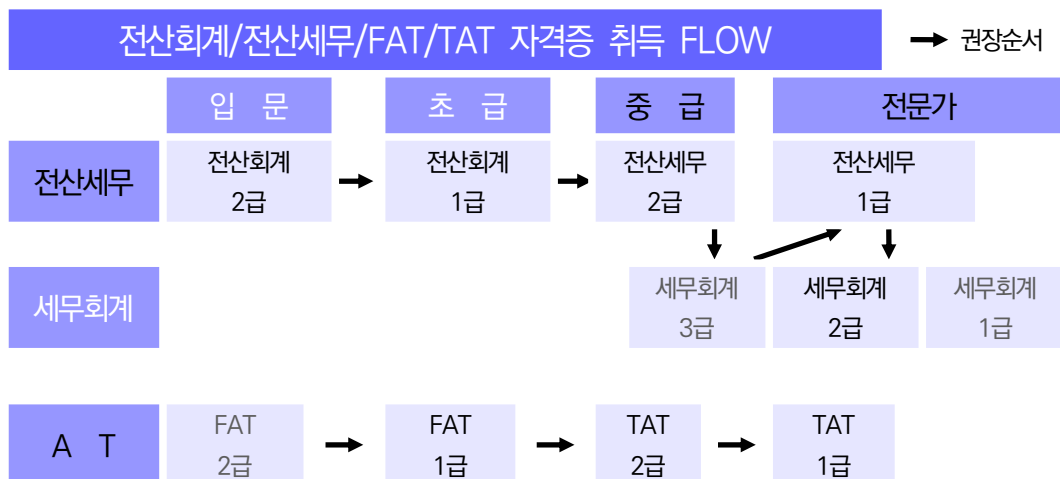 전산회계/전산세무/FAT/TAT 자격증 취득 FLOW
권장순서
입 문
초 급
중 급
전문가
전산세무
전산회계
2급
전산회계
1급
전산세무
2급
전산세무
1급
세무회계
세무회계
3급
세무회계
2급
세무회계
1급
A T
FAT
2급
FAT
1급
TAT
2급
TAT
1급